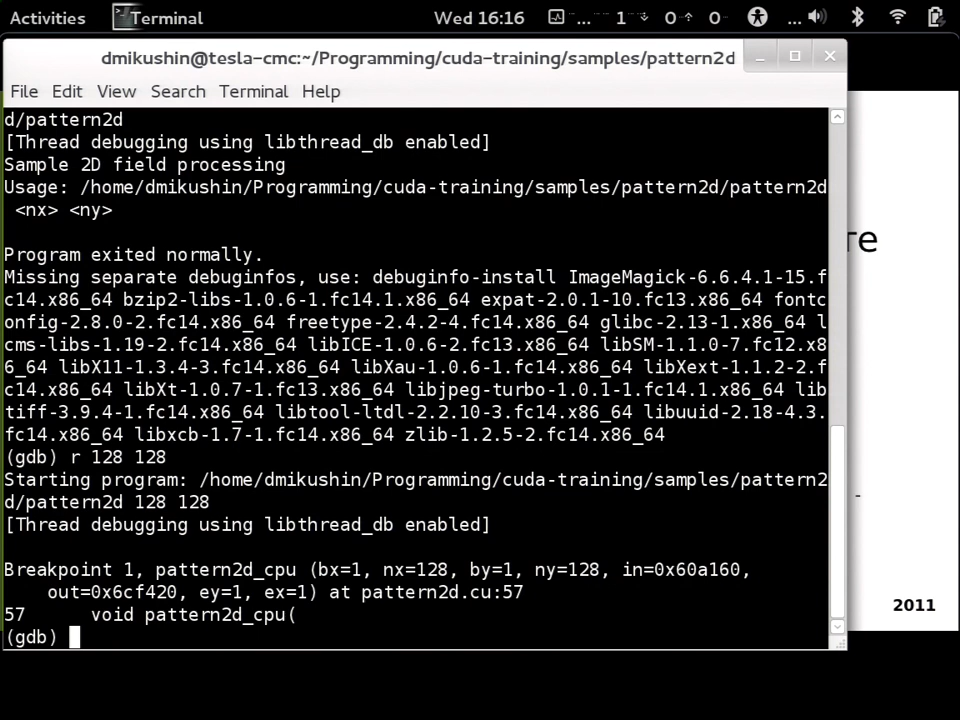 Activities Terminal Wed 16:16 ... 1 0 0 ...
dmikushin@tesla-cmc:~/Programming/cuda-training/samples/pattern2d
File Edit View Search Terminal Help
d/pattern2d
[Thread debugging using libthread_db enabled]
Sample 2D field processing
Usage: /home/dmikushin/Programming/cuda-training/samples/pattern2d/pattern2d
<nx> <ny>
Program exited normally.
Missing separate debuginfos, use: debuginfo-install ImageMagick-6.6.4.1-15.f
c14.x86_64 bzip2-libs-1.0.6-1.fc14.1.x86_64 expat-2.0.1-10.fc13.x86_64 fontc
onfig-2.8.0-2.fc14.x86_64 freetype-2.4.2-4.fc14.x86_64 glibc-2.13-1.x86_64 l
cms-libs-1.19-2.fc14.x86_64 libICE-1.0.6-2.fc13.x86_64 libSM-1.1.0-7.fc12.x8
6_64 libX11-1.3.4-3.fc14.x86_64 libXau-1.0.6-1.fc14.x86_64 libXext-1.1.2-2.f
c14.x86_64 libXt-1.0.7-1.fc13.x86_64 libjpeg-turbo-1.0.1-1.fc14.1.x86_64 lib
tiff-3.9.4-1.fc14.x86_64 libtool-ltdl-2.2.10-3.fc14.x86_64 libuuid-2.18-4.3.
fc14.x86_64 libxcb-1.7-1.fc14.x86_64 zlib-1.2.5-2.fc14.x86_64
(gdb) r 128 128
Starting program: /home/dmikushin/Programming/cuda-training/samples/pattern2
d/pattern2d 128 128
[Thread debugging using libthread_db enabled]
Breakpoint 1, pattern2d_cpu (bx=1, nx=128, by=1, ny=128, in=0x60a160,
out=0x6cf420, ey=1, ex=1) at pattern2d.cu:57
57 void pattern2d_cpu(
(gdb)
те
-
2011